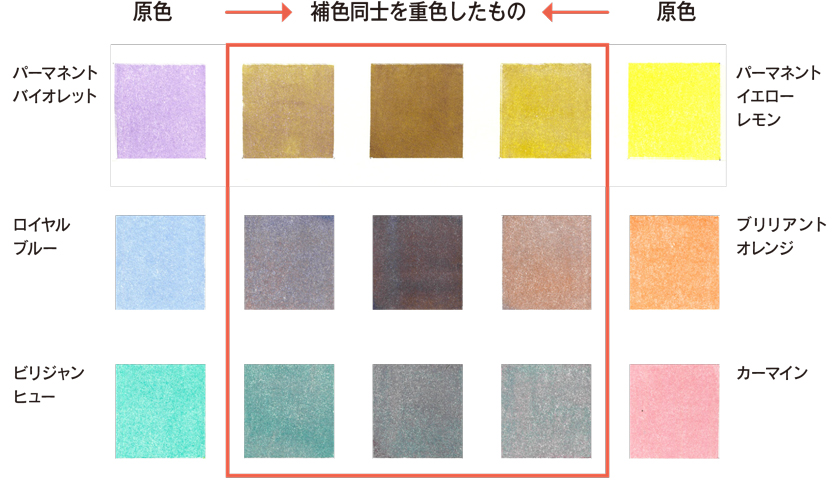 原色
補色同士を重色したもの
原色
パーマネント
バイオレット
パーマネント
イエロー
レモン
ロイヤル
ブルー
ブリリアント
オレンジ
ビリジャン
ヒュー
カーマイン